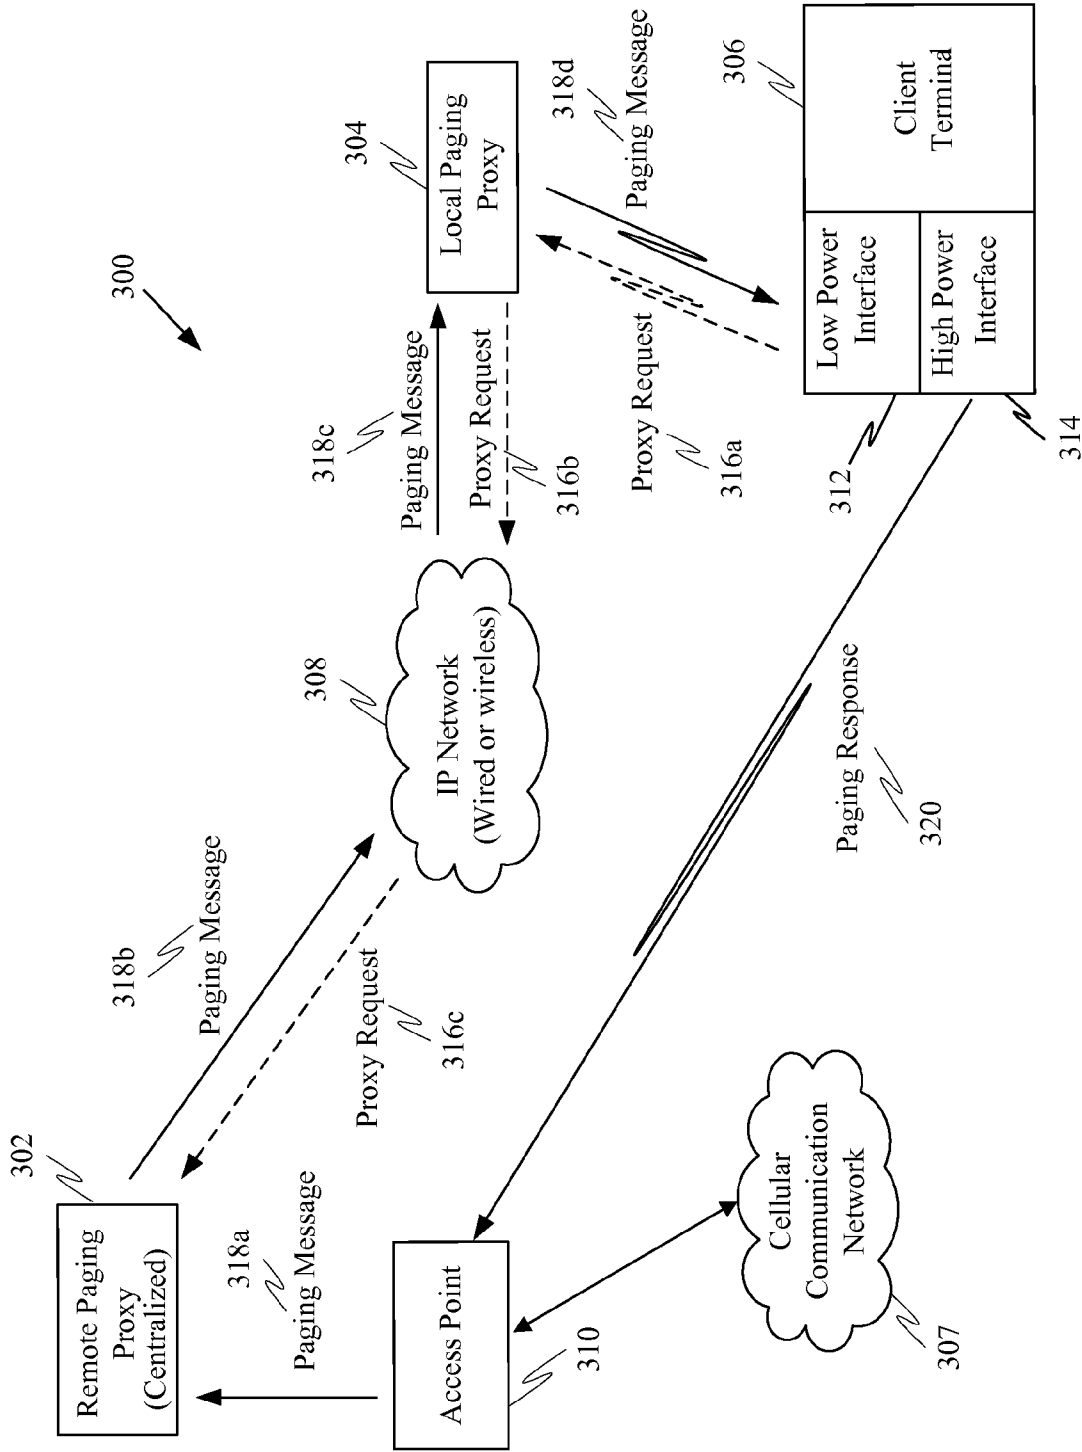 302
Remote Paging
Proxy
(Centralized)
318b
Paging Message
300
318a
Paging Message
Proxy Request
316c
308
IP Network
(Wired or wireless)
318c
Paging Message
Proxy Request
316b
304
Local Paging
Proxy
318d
Paging Message
Proxy Request
316a
Access Point
310
Cellular
Communication
Network
307
Paging Response
320
306
Low Power
Interface
High Power
Interface
Client
Terminal
312
314